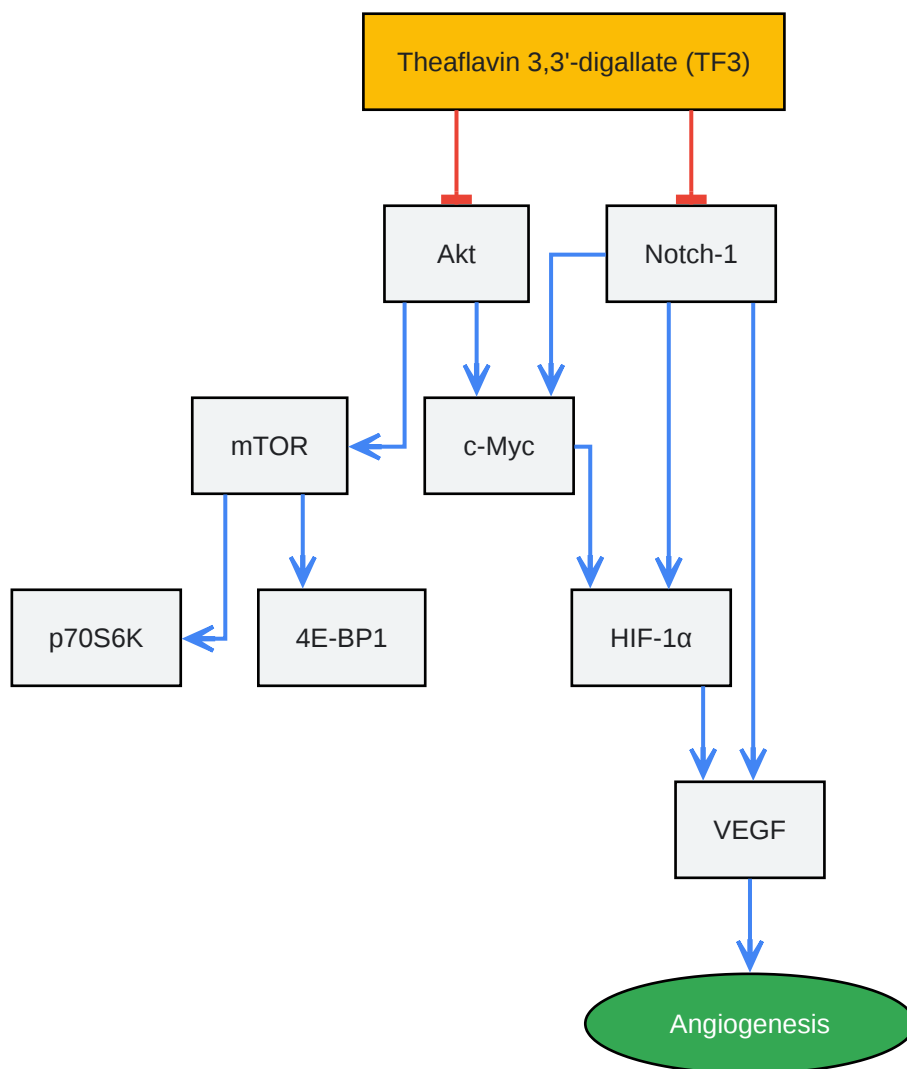 Theaflavin 3,3'-digallate (TF3)
Akt
Notch-1
mTOR
c-Myc
p70S6K
4E-BP1
HIF-1α
VEGF
Angiogenesis